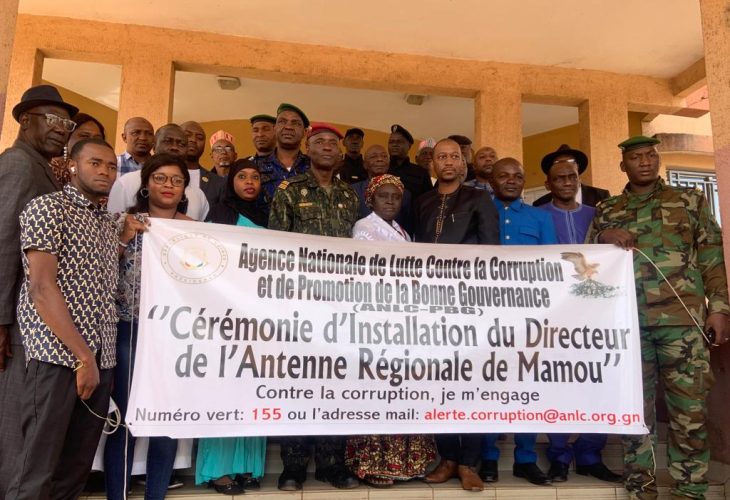 Agence Nationale de Lutte Contre la Corruption
et de Promotion de la Bonne Gouvernance
(ANLC-PBG)
"Cérémonie d'Installation du Directeur
de l'Antenne Régionale de Mamou"
Contre la corruption, je m'engage
Numéro vert: 155 ou l'adresse mail: alerte.corruption@anlc.org.gn